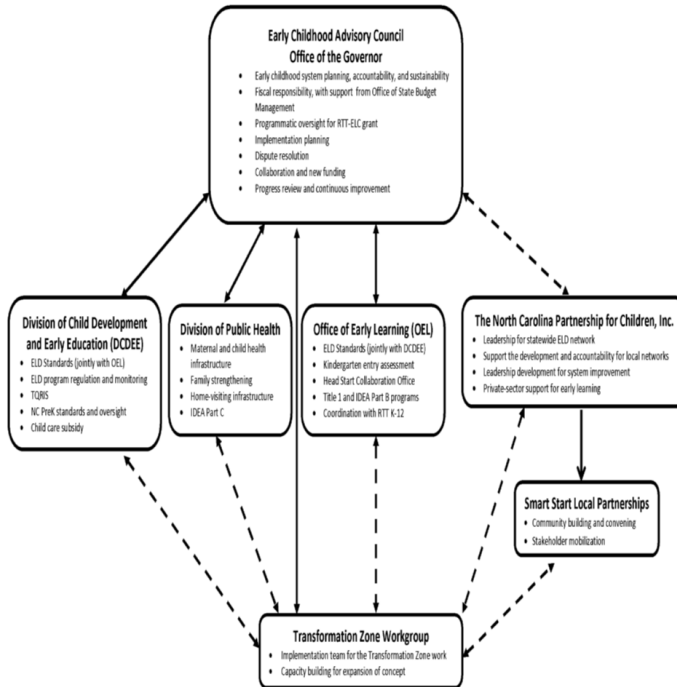 Early Childhood Advisory Council
Office of the Governor
• Early childhood system planning, accountability, and sustainability
• Fiscal responsibility, with support from Office of State Budget
Management
• Programmatic oversight for RTT-ELC grant
• Implementation planning
• Dispute resolution
• Collaboration and new funding
• Progress review and continuous improvement
Division of Child Development
and Early Education (DCDEE)
• ELD Standards (jointly with OEL)
• ELD program regulation and monitoring
• TQRIS
• NC PreK standards and oversight
• Child care subsidy
Division of Public Health
• Maternal and child health
infrastructure
• Family strengthening
• Home-visiting infrastructure
• IDEA Part C
Office of Early Learning (OEL)
• ELD Standards (jointly with DCDEE)
• Kindergarten entry assessment
• Head Start Collaboration Office
• Title 1 and IDEA Part B programs
• Coordination with RTT K-12
The North Carolina Partnership for Children, Inc.
• Leadership for statewide ELD network
• Support the development and accountability for local networks
• Leadership development for system improvement
• Private-sector support for early learning
Smart Start Local Partnerships
• Community building and convening
• Stakeholder mobilization
Transformation Zone Workgroup
• Implementation team for the Transformation Zone work
• Capacity building for expansion of concept